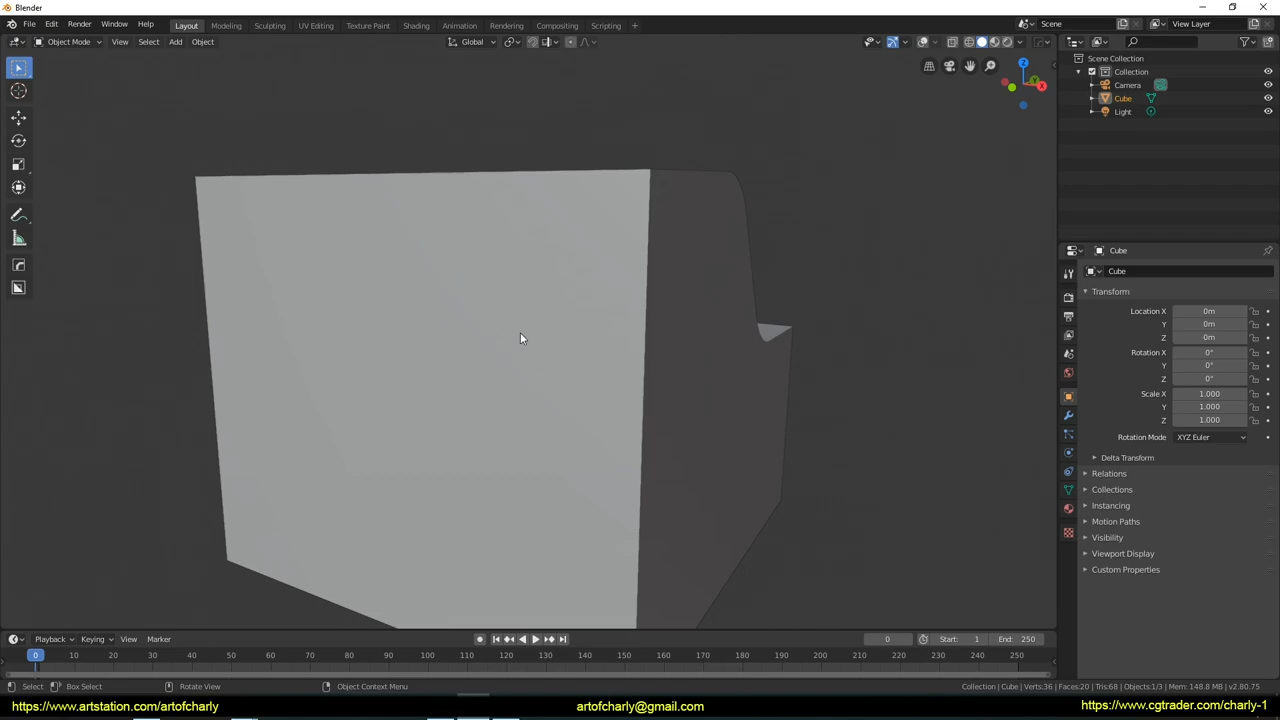 Blender
File Edit Render Window Help
Layout Modeling Sculpting UV Editing Texture Paint Shading Animation Rendering Compositing Scripting +
Scene View Layer
Object Mode View Select Add Object
Global
Scene Collection
Collection
Camera
Cube
Light
Z
Y
X
Cube
Cube
Transform
Location X 0m
Y 0m
Z 0m
Rotation X 0°
Y 0°
Z 0°
Scale X 1.000
Y 1.000
Z 1.000
Rotation Mode XYZ Euler
Delta Transform
Relations
Collections
Instancing
Motion Paths
Visibility
Viewport Display
Custom Properties
Playback Keying View Marker
0 Start: 1 End: 250
0 10 20 30 40 50 60 70 80 90 100 110 120 130 140 150 160 170 180 190 200 210 220 230 240 250
Select Box Select Rotate View Object Context Menu
Collection | Cube | Verts:36 | Faces:20 | Tris:68 | Objects:1/3 | Mem: 148.8 MB | v2.80.75
https://www.artstation.com/artofcharly artofcharly@gmail.com https://www.cgtrader.com/charly-1